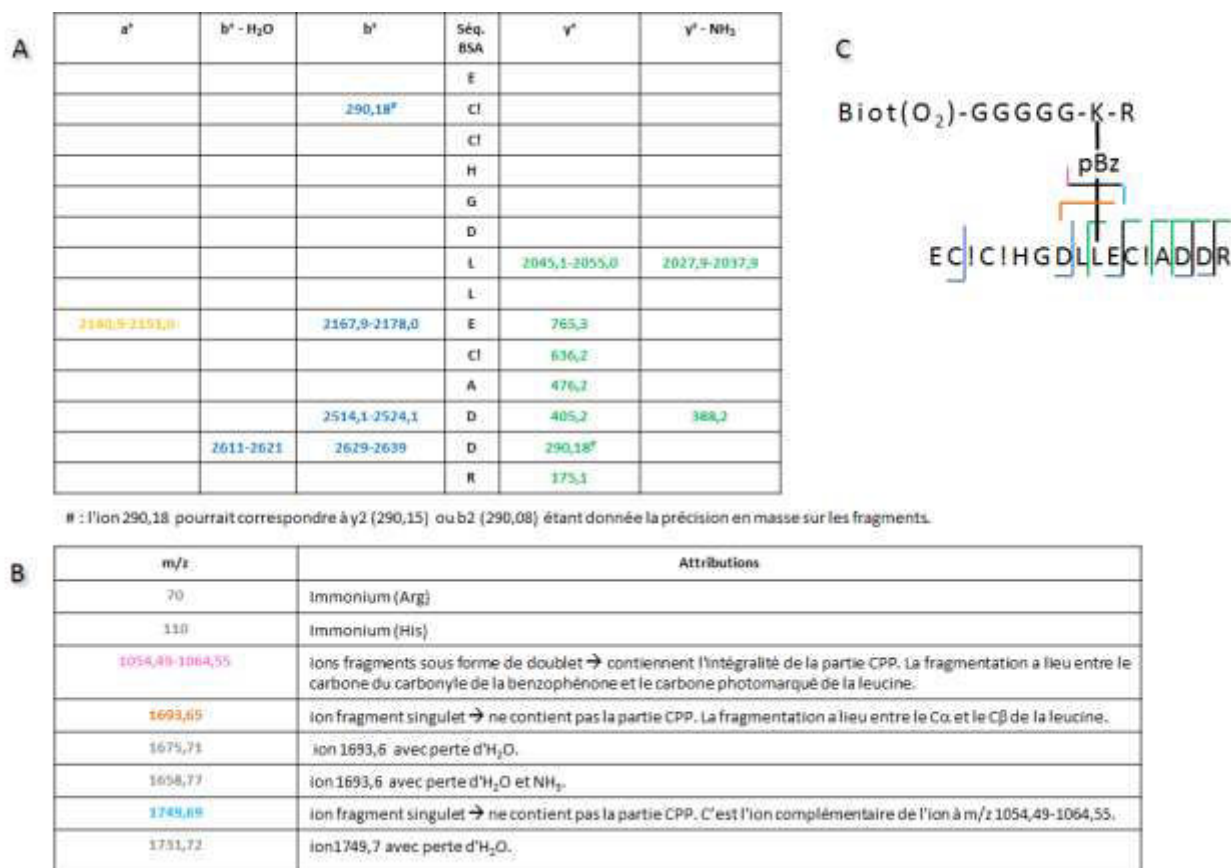 A
a⁺ b⁺ - H₂O b⁺ Séq. BSA y⁺ y⁺ - NH₃
E
290,18# C!
C!
H
G
D
L 2045,1-2055,0 2027,9-2037,9
L
2140,9-2151,0 2167,9-2178,0 E 765,3
C! 636,2
A 476,2
2514,1-2524,1 D 405,2 388,2
2611-2621 2629-2639 D 290,18#
R 175,1
# : l'ion 290,18 pourrait correspondre à y2 (290,15) ou b2 (290,08) étant donnée la précision en masse sur les fragments.
C
Biot(O₂)-GGGGG-K-R
pBz
EC!C!HGDLLEC!ADDR
B
m/z Attributions
70 Immonium (Arg)
110 Immonium (His)
1054,49-1064,55 ions fragments sous forme de doublet → contiennent l'intégralité de la partie CPP. La fragmentation a lieu entre le
carbone du carbonyle de la benzophénone et le carbone photomarqué de la leucine.
1693,65 ion fragment singulet → ne contient pas la partie CPP. La fragmentation a lieu entre le Cα et le Cβ de la leucine.
1675,71 ion 1693,6 avec perte d'H₂O.
1658,77 ion 1693,6 avec perte d'H₂O et NH₃.
1749,69 ion fragment singulet → ne contient pas la partie CPP. C'est l'ion complémentaire de l'ion à m/z 1054,49-1064,55.
1731,72 ion1749,7 avec perte d'H₂O.